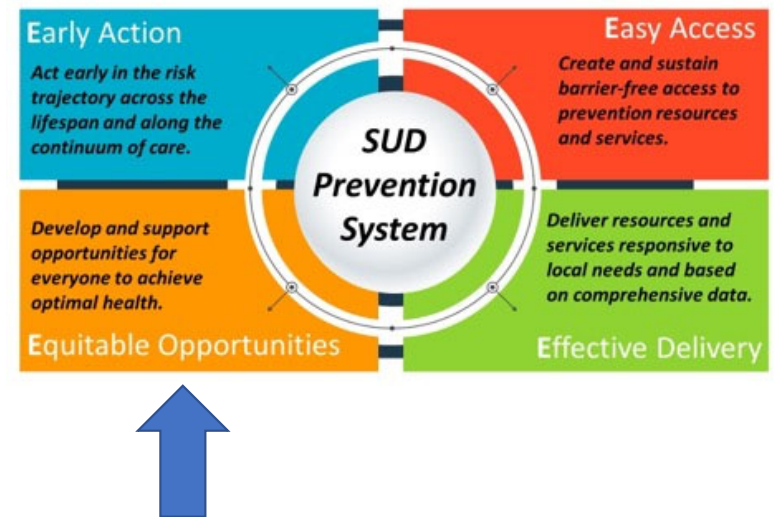 Early Action
Act early in the risk
trajectory across the
lifespan and along the
continuum of care.
Easy Access
Create and sustain
barrier-free access to
prevention resources
and services.
SUD
Prevention
System
Develop and support
opportunities for
everyone to achieve
optimal health.
Equitable Opportunities
Deliver resources and
services responsive to
local needs and based
on comprehensive data.
Effective Delivery